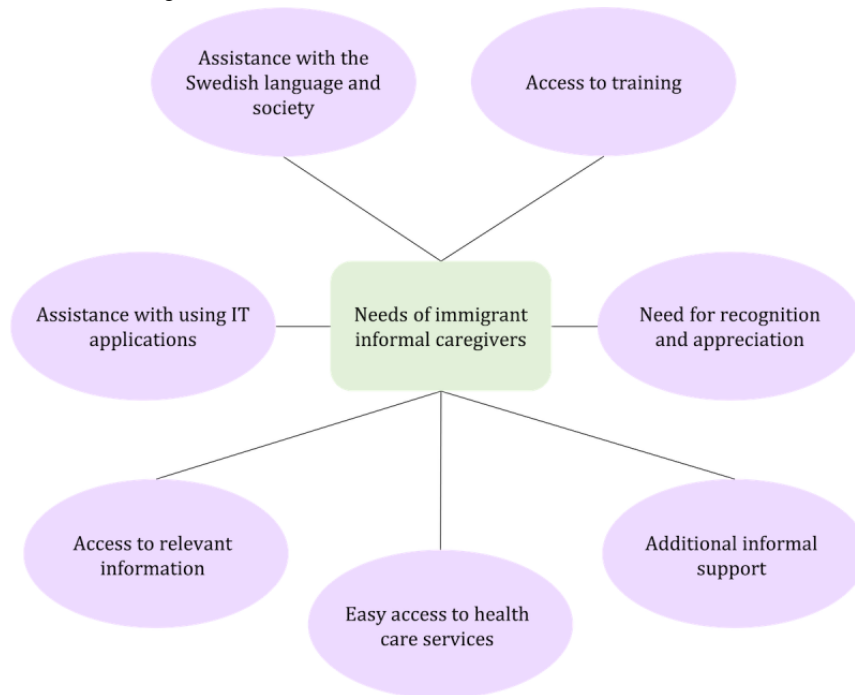 Assistance with the
Swedish language and
society
Access to training
Assistance with using IT
applications
Needs of immigrant
informal caregivers
Need for recognition
and appreciation
Access to relevant
information
Easy access to health
care services
Additional informal
support